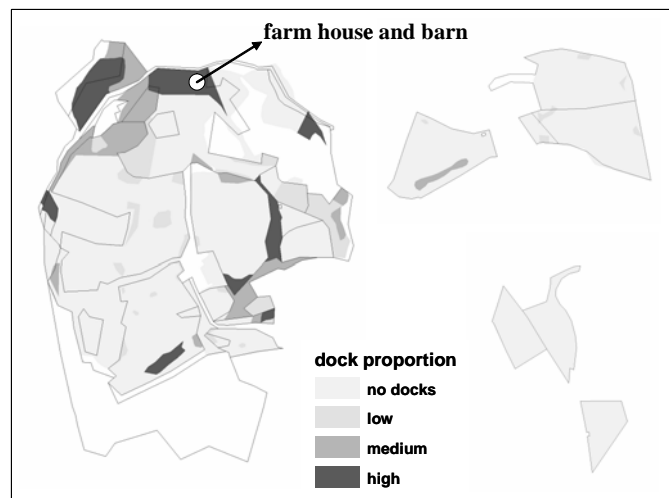 farm house and barn
dock proportion
no docks
low
medium
high